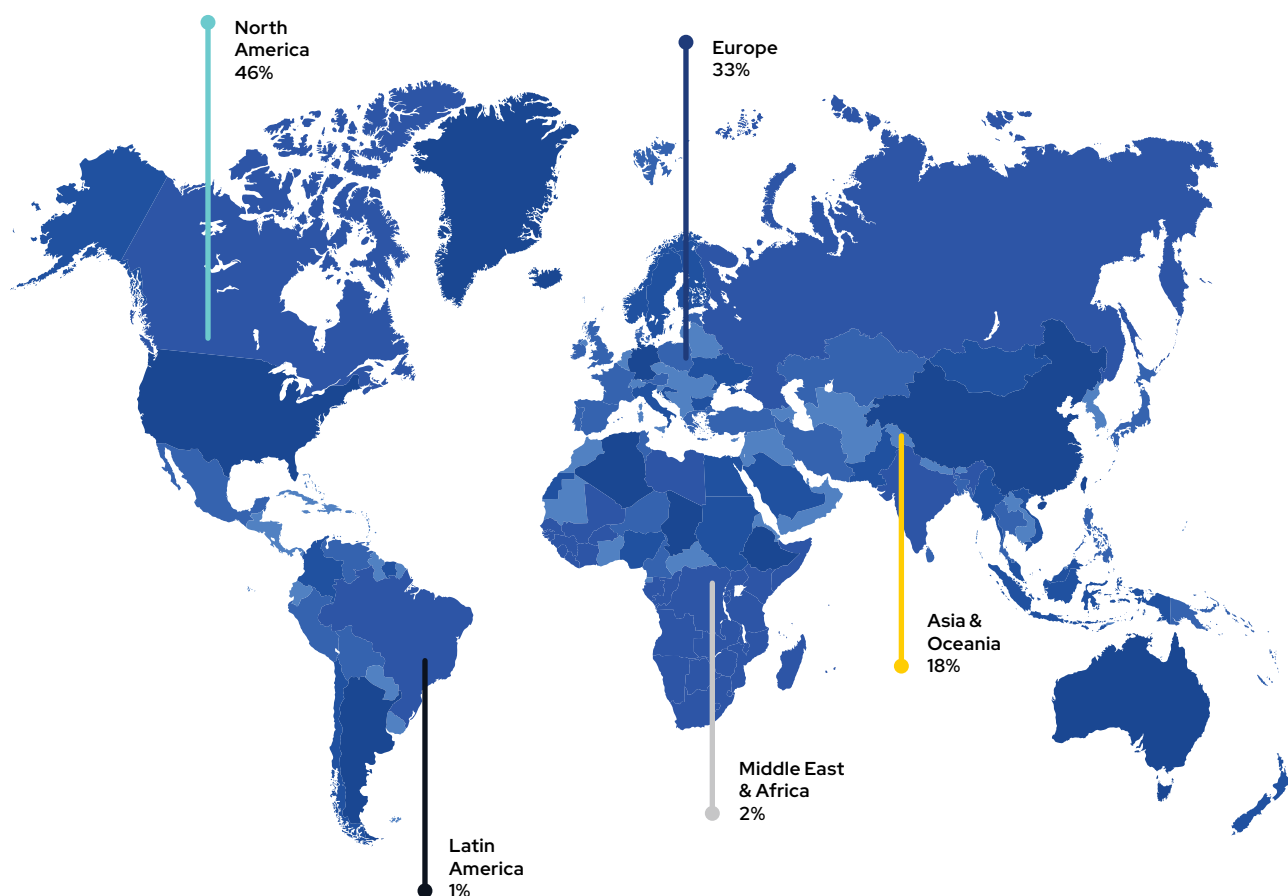 North
America
46%
Europe
33%
Asia &
Oceania
18%
Middle East
& Africa
2%
Latin
America
1%